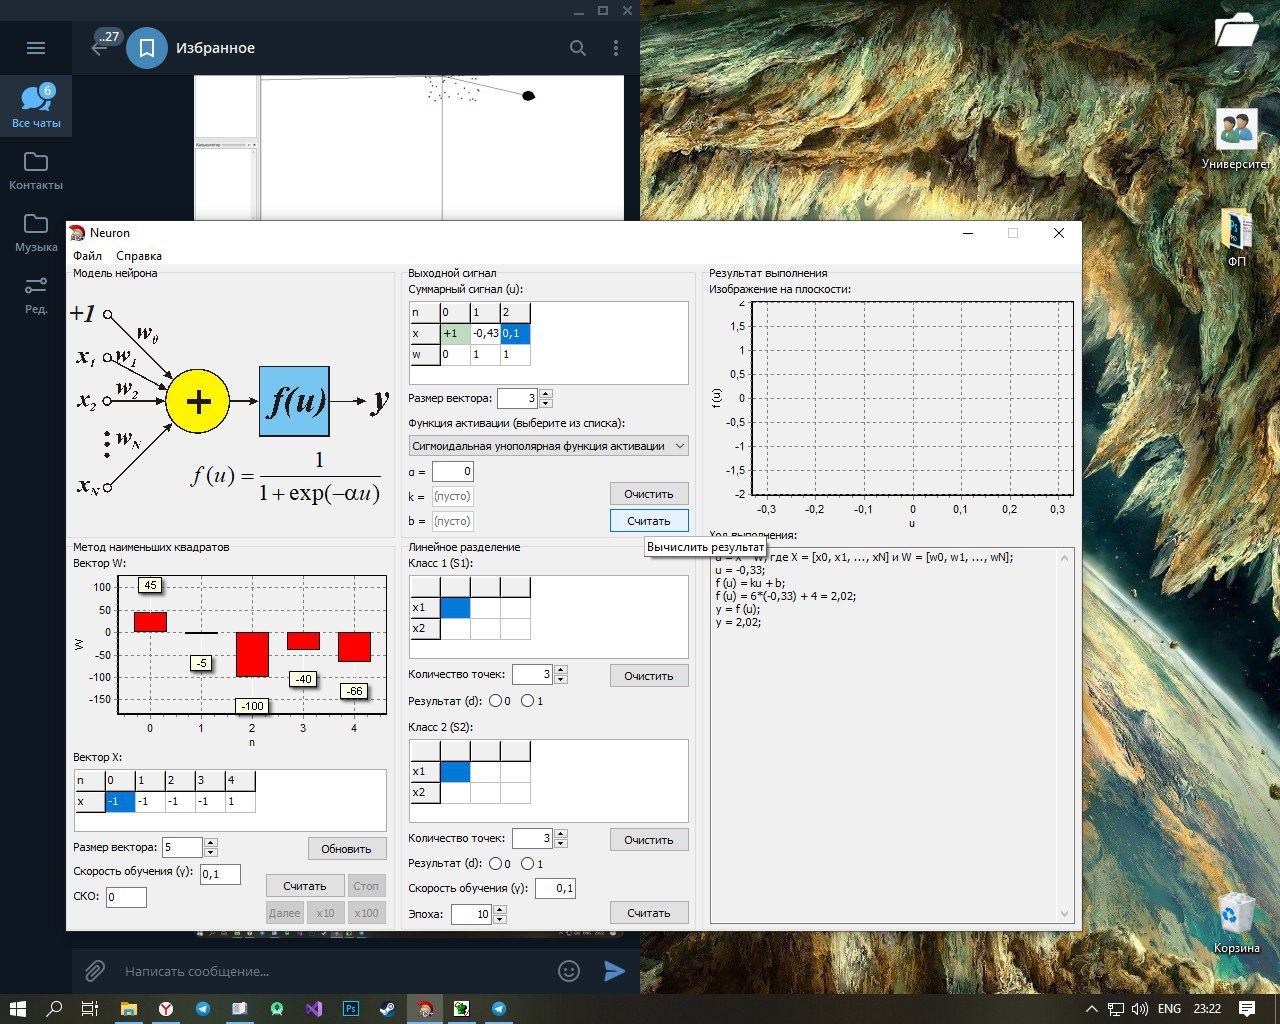 ..27
Избранное
6
Все чаты
Контакты
Музыка
Ред.
Университет
ФП
Корзина
Neuron
Файл Справка
Модель нейрона
+1
w0
x1 w1
x2 w2
wN
xN
+
f(u)
y
f(u) = 1 / 1 + exp(−αu)
Метод наименьших квадратов
Вектор W:
100
50
0
-50
-100
-150
W
45
-5
-100
-40
-66
0 1 2 3 4
n
Вектор X:
n 0 1 2 3 4
x -1 -1 -1 -1 1
Размер вектора: 5
Обновить
Скорость обучения (γ): 0,1
СКО: 0
Считать Стоп
Далее x10 x100
Выходной сигнал
Суммарный сигнал (u):
n 0 1 2
x +1 -0,43 0,1
w 0 1 1
Размер вектора: 3
Функция активации (выберите из списка):
Сигмоидальная униполярная функция активации
α = 0
k = (пусто)
b = (пусто)
Очистить
Считать
Вычислить результат
Линейное разделение
Класс 1 (S1):
x1
x2
Количество точек: 3
Очистить
Результат (d): 0 1
Класс 2 (S2):
x1
x2
Количество точек: 3
Очистить
Результат (d): 0 1
Скорость обучения (γ): 0,1
Эпоха: 10
Считать
Результат выполнения
Изображение на плоскости:
2
1,5
1
0,5
0
-0,5
-1
-1,5
-2
f (u)
-0,3 -0,2 -0,1 0 0,1 0,2 0,3
u
Ход выполнения:
u = X * W, где X = [x0, x1, ..., xN] и W = [w0, w1, ..., wN];
u = -0,33;
f (u) = ku + b;
f (u) = 6*(-0,33) + 4 = 2,02;
y = f (u);
y = 2,02;
Написать сообщение...
Ps
ENG 23:22